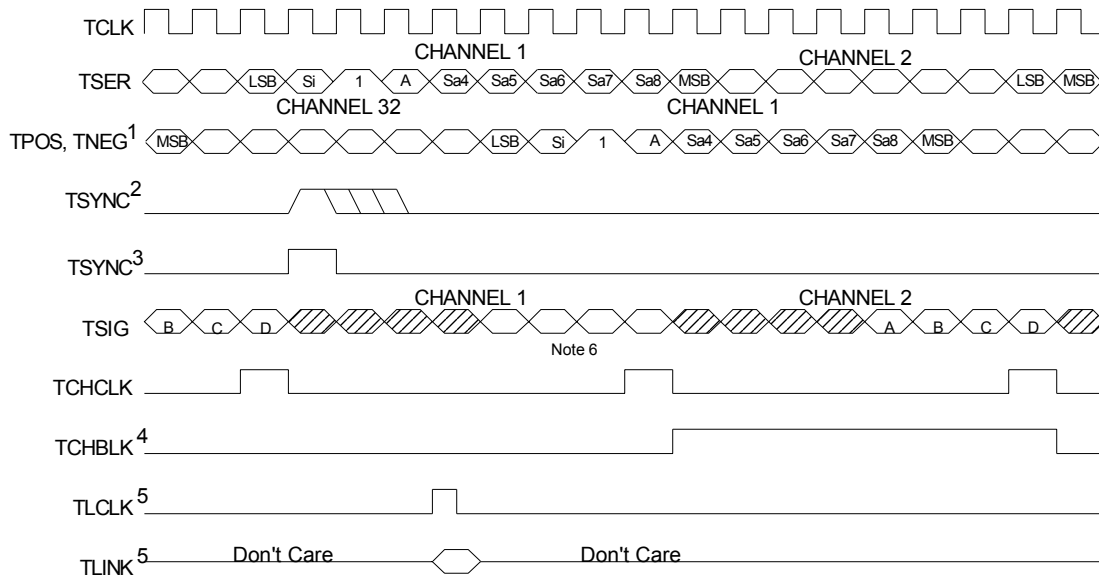 TCLK
CHANNEL 1 CHANNEL 2
TSER LSB Si 1 A Sa4 Sa5 Sa6 Sa7 Sa8 MSB LSB MSB
CHANNEL 32 CHANNEL 1
TPOS, TNEG1 MSB LSB Si 1 A Sa4 Sa5 Sa6 Sa7 Sa8 MSB
TSYNC2
TSYNC3
CHANNEL 1 CHANNEL 2
TSIG B C D A B C D
Note 6
TCHCLK
TCHBLK4
TLCLK5
TLINK5 Don't Care Don't Care